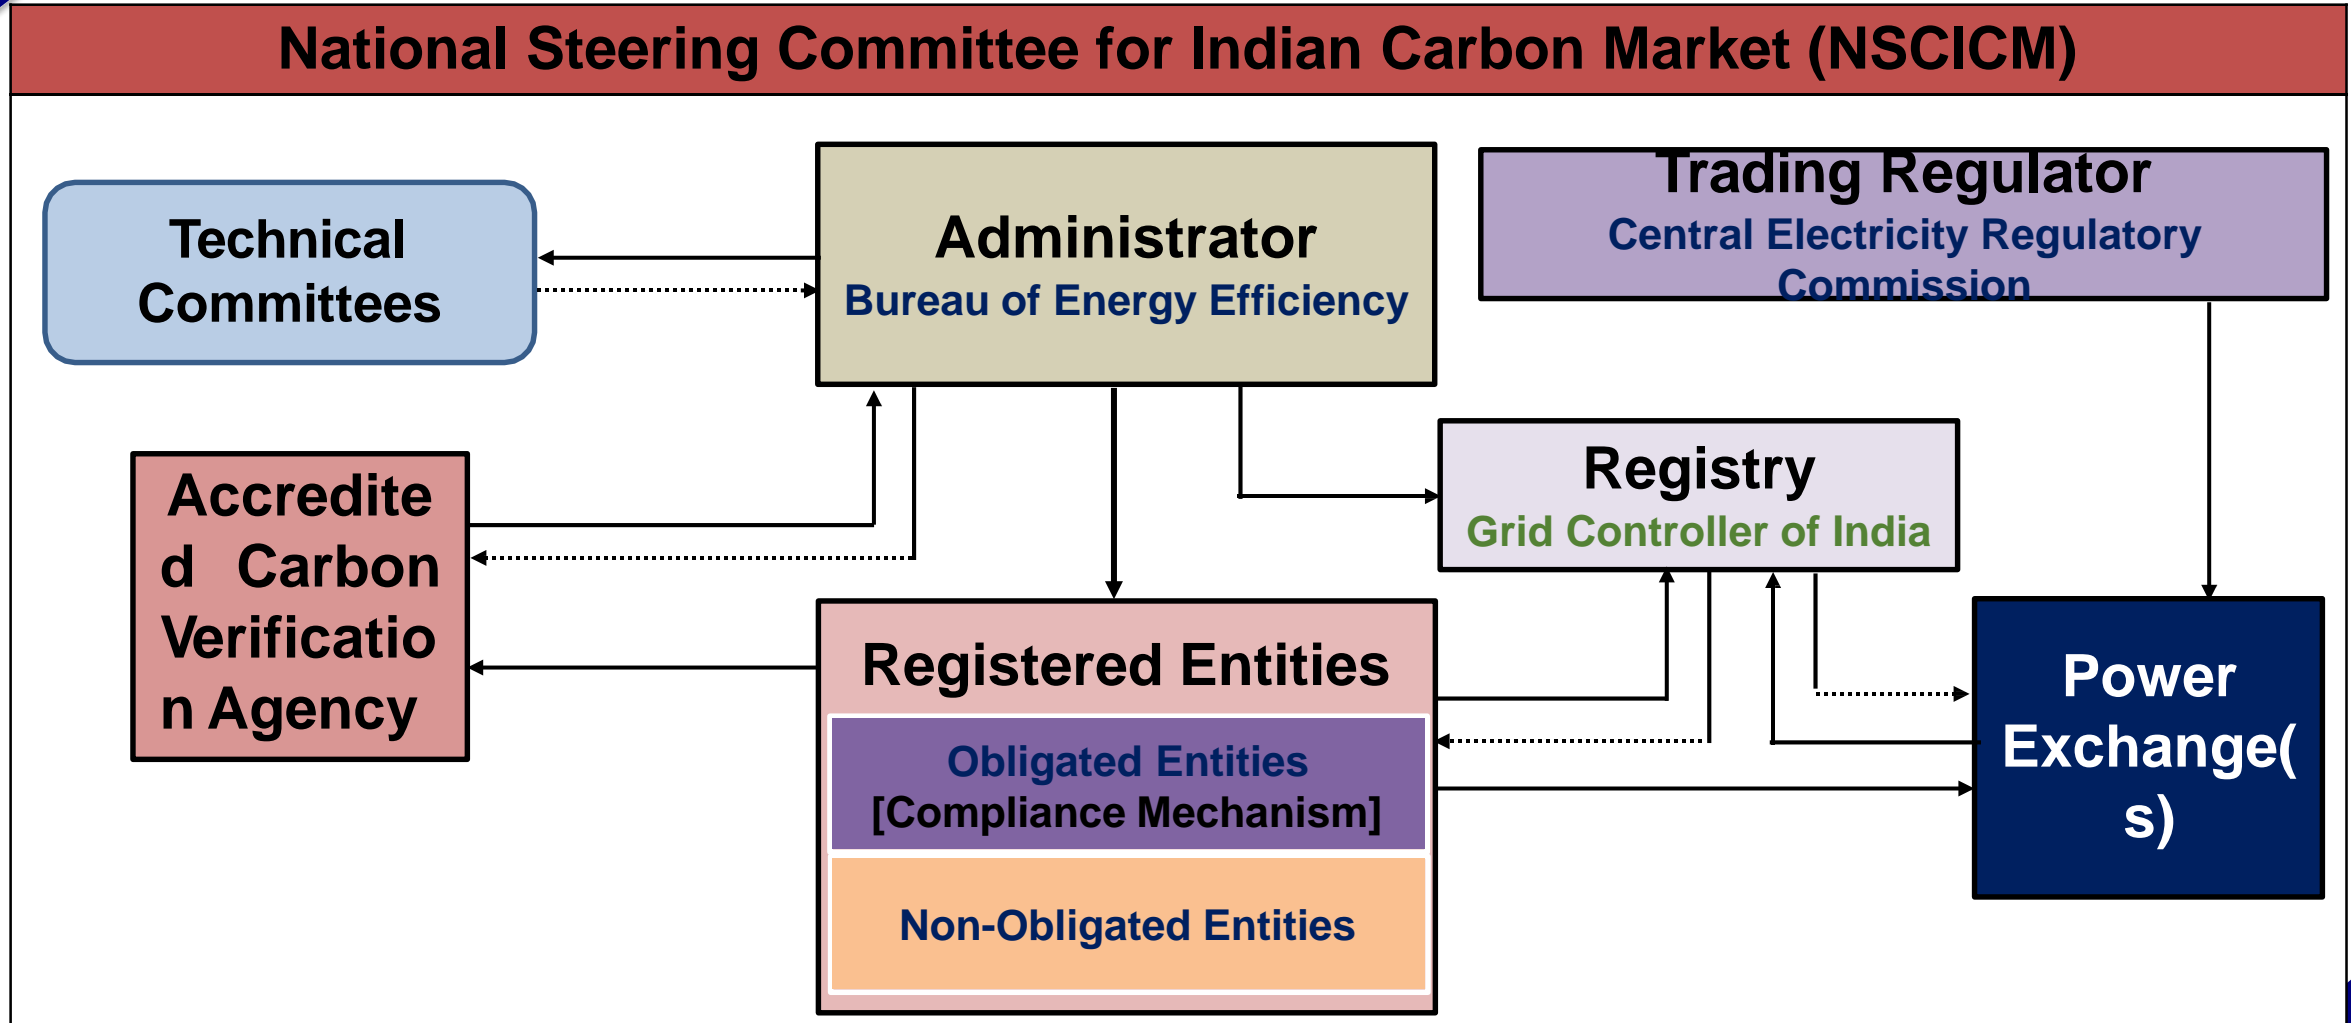 National Steering Committee for Indian Carbon Market (NSCICM)
Technical
Committees
Administrator
Bureau of Energy Efficiency
Trading Regulator
Central Electricity Regulatory
Commission
Accredite
d Carbon
Verificatio
n Agency
Registry
Grid Controller of India
Registered Entities
Obligated Entities
[Compliance Mechanism]
Non-Obligated Entities
Power
Exchange(
s)